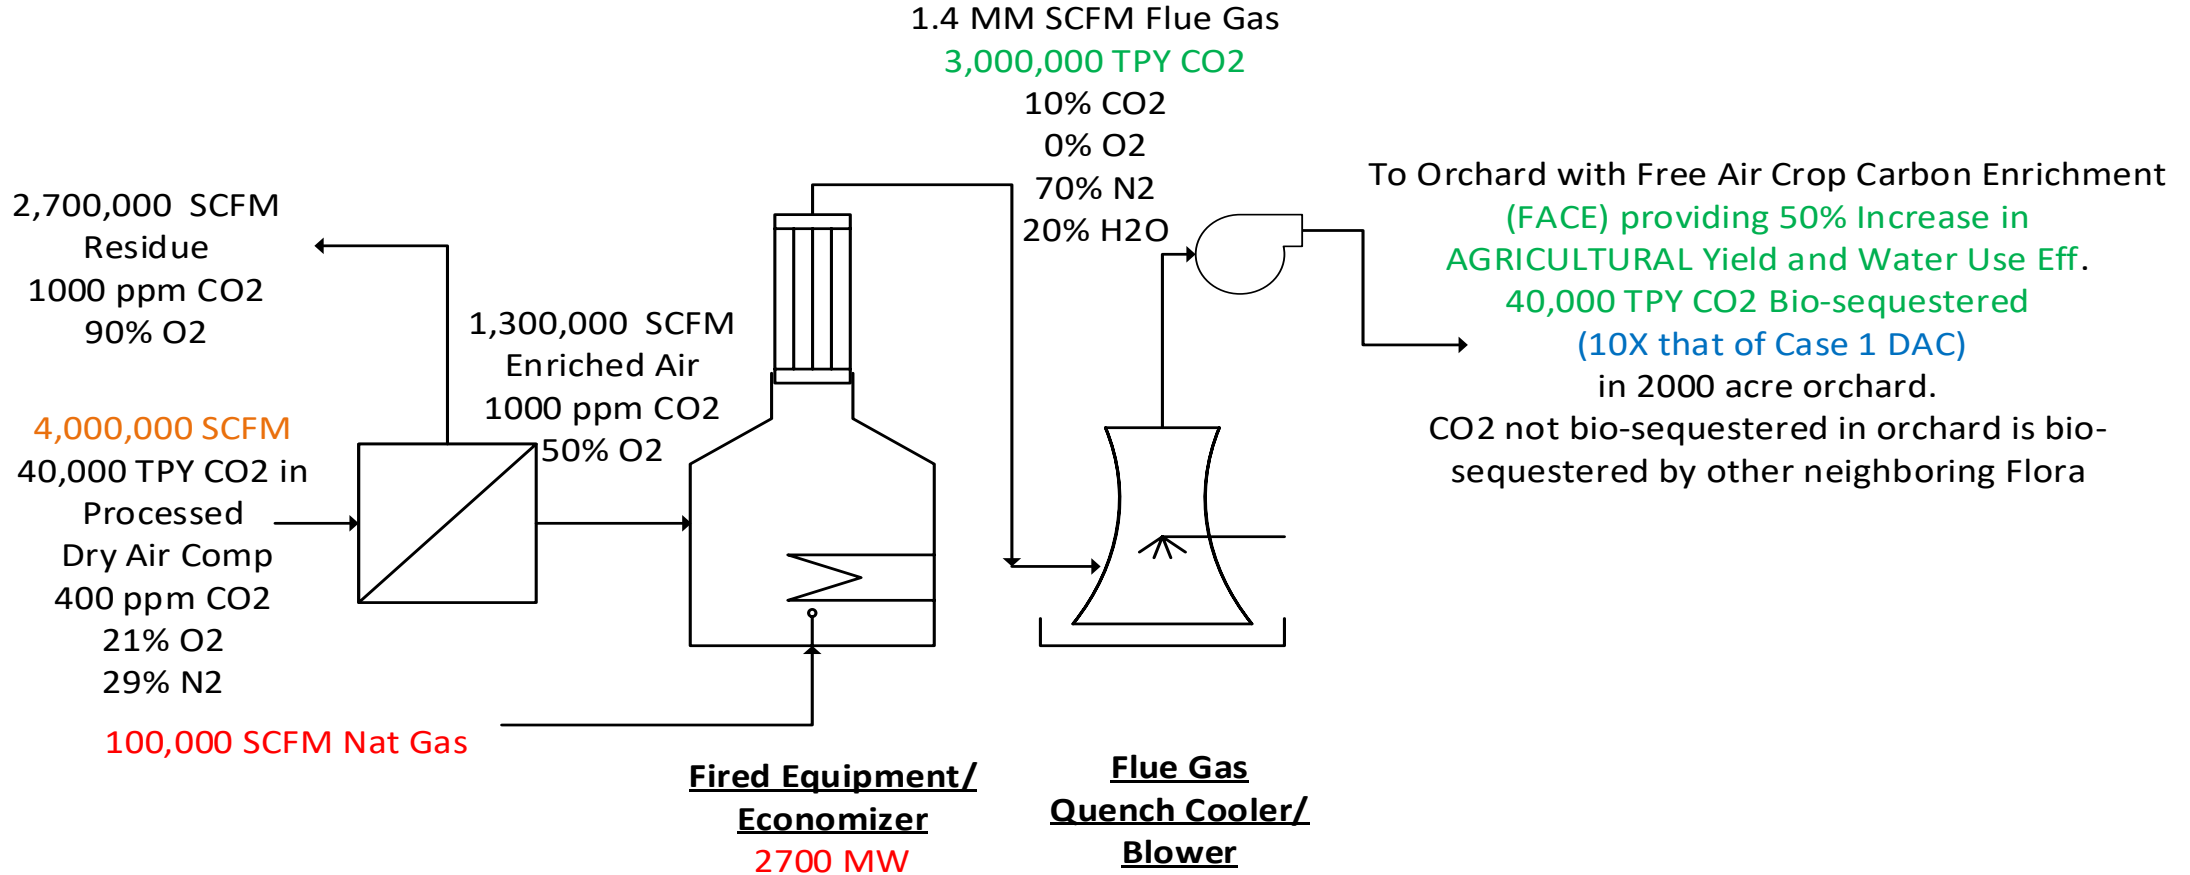 1.4 MM SCFM Flue Gas
3,000,000 TPY CO2
10% CO2
0% O2
70% N2
20% H2O
2,700,000 SCFM
Residue
1000 ppm CO2
90% O2
1,300,000 SCFM
Enriched Air
1000 ppm CO2
50% O2
4,000,000 SCFM
40,000 TPY CO2 in
Processed
Dry Air Comp
400 ppm CO2
21% O2
29% N2
100,000 SCFM Nat Gas
Fired Equipment/
Economizer
2700 MW
Flue Gas
Quench Cooler/
Blower
To Orchard with Free Air Crop Carbon Enrichment
(FACE) providing 50% Increase in
AGRICULTURAL Yield and Water Use Eff.
40,000 TPY CO2 Bio-sequestered
(10X that of Case 1 DAC)
in 2000 acre orchard.
CO2 not bio-sequestered in orchard is bio-
sequestered by other neighboring Flora